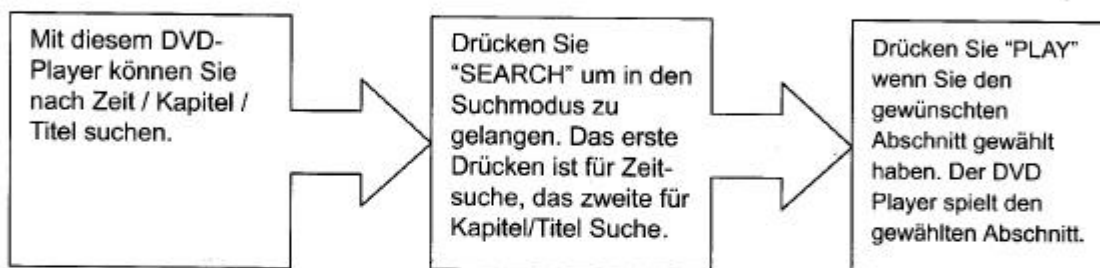 Mit diesem DVD-
Player können Sie
nach Zeit / Kapitel /
Titel suchen.
Drücken Sie
“SEARCH” um in den
Suchmodus zu
gelangen. Das erste
Drücken ist für Zeit-
suche, das zweite für
Kapitel/Titel Suche.
Drücken Sie “PLAY”
wenn Sie den
gewünschten
Abschnitt gewählt
haben. Der DVD
Player spielt den
gewählten Abschnitt.